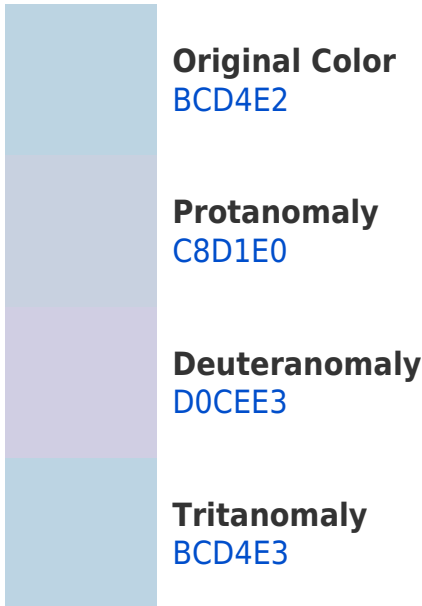 Original Color
BCD4E2
Protanomaly
C8D1E0
Deuteranomaly
D0CEE3
Tritanomaly
BCD4E3